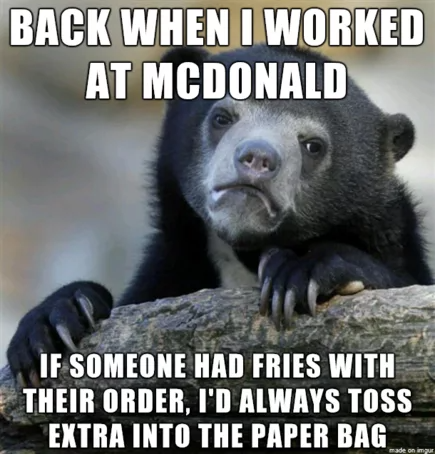 BACK WHEN I WORKED
AT MCDONALD
IF SOMEONE HAD FRIES WITH
THEIR ORDER, I'D ALWAYS TOSS
EXTRA INTO THE PAPER BAG
made on imgur